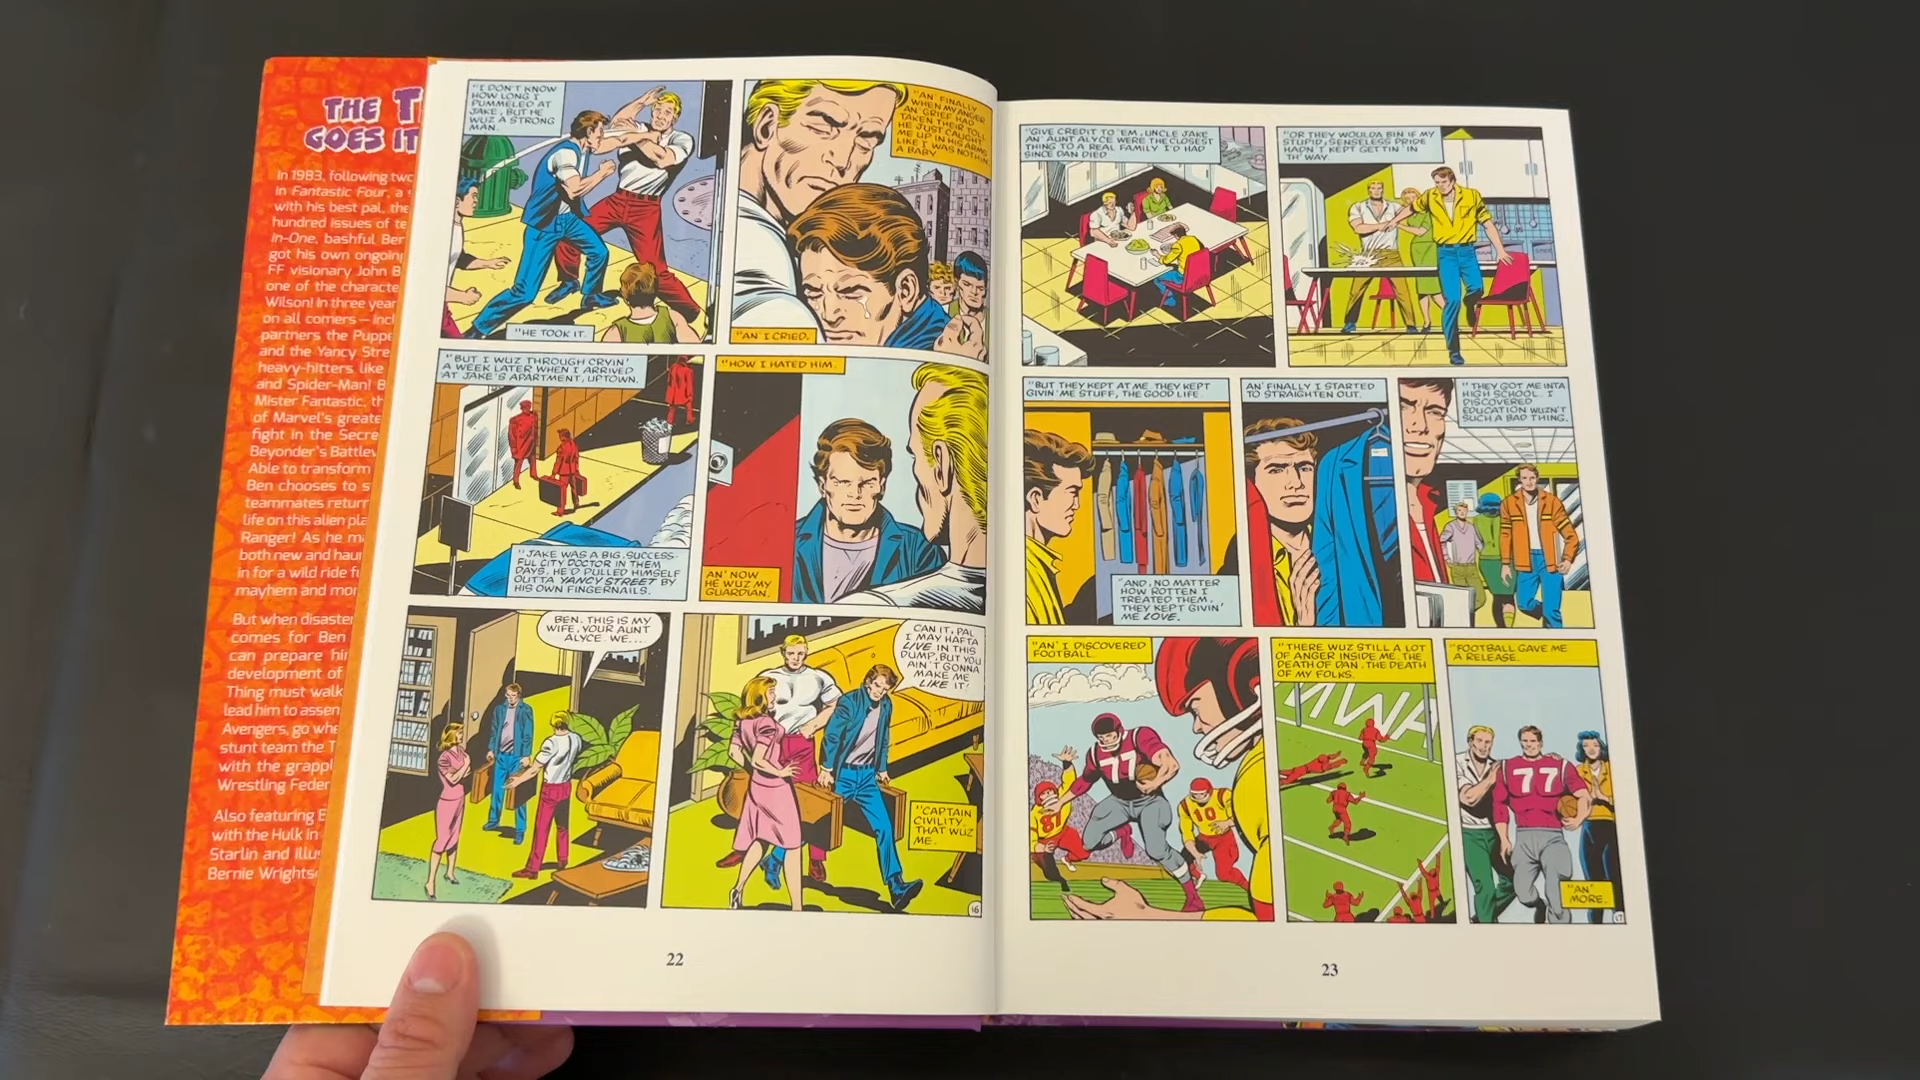 THE T
GOES IT
In 1983, following two
in Fantastic Four, a
with his best pal, the
hundred issues of te
In-One, bashful Ber
got his own ongoing
FF visionary John B
one of the characte
Wilson! In three year
on all comers — incl
partners the Puppe
and the Yancy Stre
heavy-hitters like
and Spider-Man! B
Mister Fantastic, th
of Marvel's greate
fight in the Secre
Beyonder's Battlew
Able to transform
Ben chooses to s
teammates return
life on this alien pla
Ranger! As he m
both new and haun
in for a wild ride fu
mayhem and mor
But when disaster
comes for Ben
can prepare hir
development of
Thing must walk
lead him to assem
Avengers, go whe
stunt team the T
with the grappl
Wrestling Feder
Also featuring B
with the Hulk in
Starlin and illus
Bernie Wrights
"I DON'T KNOW
HOW LONG I
PUMMELED AT
JAKE, BUT HE
WUZ A STRONG
MAN.
"HE TOOK IT.
"AN' FINALLY
WHEN MY ANGER
AN' GRIEF HAD
TAKEN THEIR TOLL
HE JUST CAUGHT
ME UP IN HIS ARMS
LIKE I WAS NOTHIN'
A BABY
"AN' I CRIED.
"BUT I WUZ THROUGH CRYIN'
A WEEK LATER WHEN I ARRIVED
AT JAKE'S APARTMENT, UPTOWN.
"JAKE WAS A BIG, SUCCESS-
FUL CITY DOCTOR IN THEM
DAYS. HE'D PULLED HIMSELF
OUTTA YANCY STREET BY
HIS OWN FINGERNAILS.
"HOW I HATED HIM.
AN' NOW
HE WUZ MY
GUARDIAN.
BEN, THIS IS MY
WIFE, YOUR AUNT
ALYCE. WE...
CAN IT, PAL
I MAY HAFTA
LIVE IN THIS
DUMP, BUT YOU
AIN'T GONNA
MAKE ME
LIKE IT!
"CAPTAIN
CIVILITY.
THAT WUZ
ME.
16
22
"GIVE CREDIT TO 'EM, UNCLE JAKE
AN' AUNT ALYCE WERE THE CLOSEST
THING TO A REAL FAMILY I'D HAD
SINCE DAN DIED
"OR THEY WOULDA BIN IF MY
STUPID, SENSELESS PRIDE
HADN'T KEPT GETTIN' IN
TH' WAY.
"BUT THEY KEPT AT ME. THEY KEPT
GIVIN' ME STUFF, THE GOOD LIFE.
"AND, NO MATTER
HOW ROTTEN I
TREATED THEM,
THEY KEPT GIVIN'
ME LOVE.
AN' FINALLY I STARTED
TO STRAIGHTEN OUT.
"THEY GOT ME INTA
HIGH SCHOOL. I
DISCOVERED
EDUCATION WUZN'T
SUCH A BAD THING.
"AN' I DISCOVERED
FOOTBALL.
77
87
10
"THERE WUZ STILL A LOT
OF ANGER INSIDE ME. THE
DEATH OF DAN. THE DEATH
OF MY FOLKS.
MWA
"FOOTBALL GAVE ME
A RELEASE.
77
"AN'
MORE.
17
23